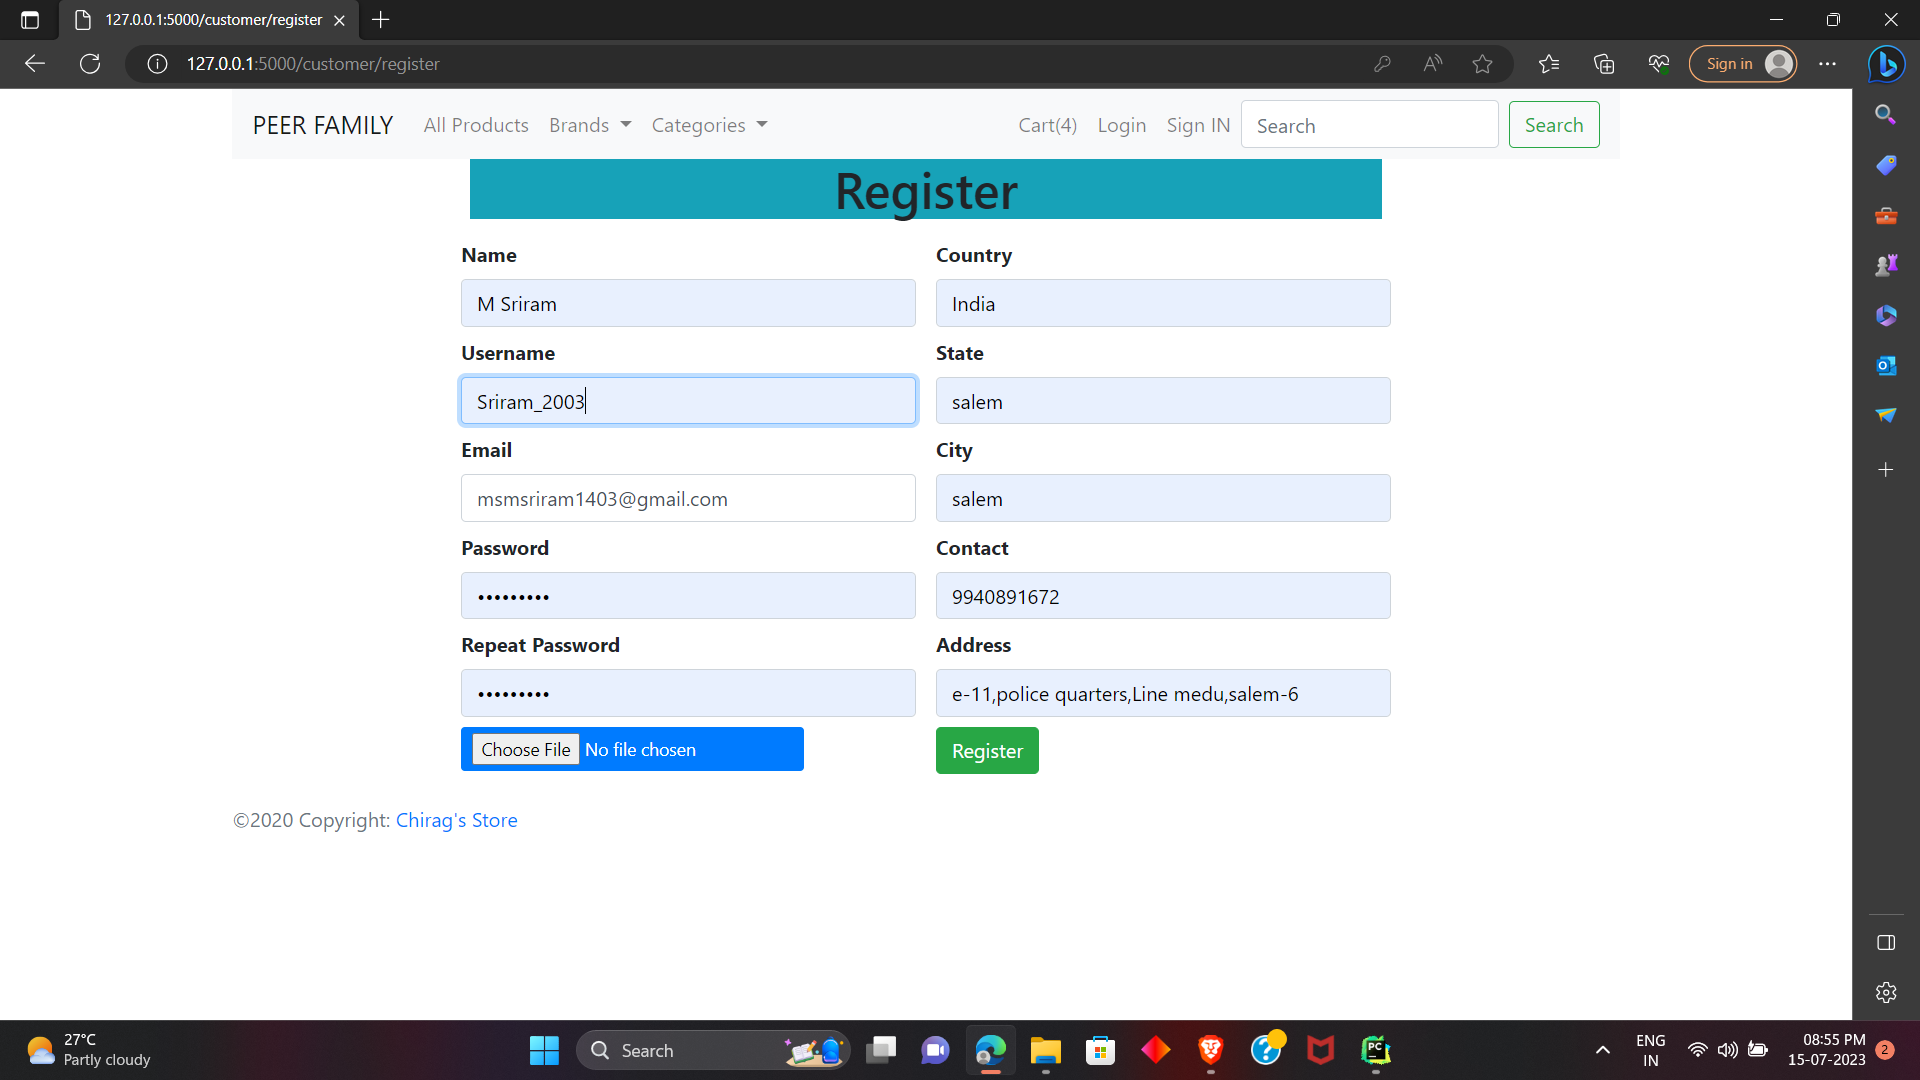 127.0.0.1:5000/customer/register
127.0.0.1:5000/customer/register
Sign in
PEER FAMILY All Products Brands Categories Cart(4) Login Sign IN Search Search
Register
Name
M Sriram
Username
Sriram_2003
Email
msmsriram1403@gmail.com
Password
•••••••••
Repeat Password
•••••••••
Choose File No file chosen
Country
India
State
salem
City
salem
Contact
9940891672
Address
e-11,police quarters,Line medu,salem-6
Register
©2020 Copyright: Chirag's Store
27°C
Partly cloudy
Search
PC
ENG
IN
08:55 PM
15-07-2023
2